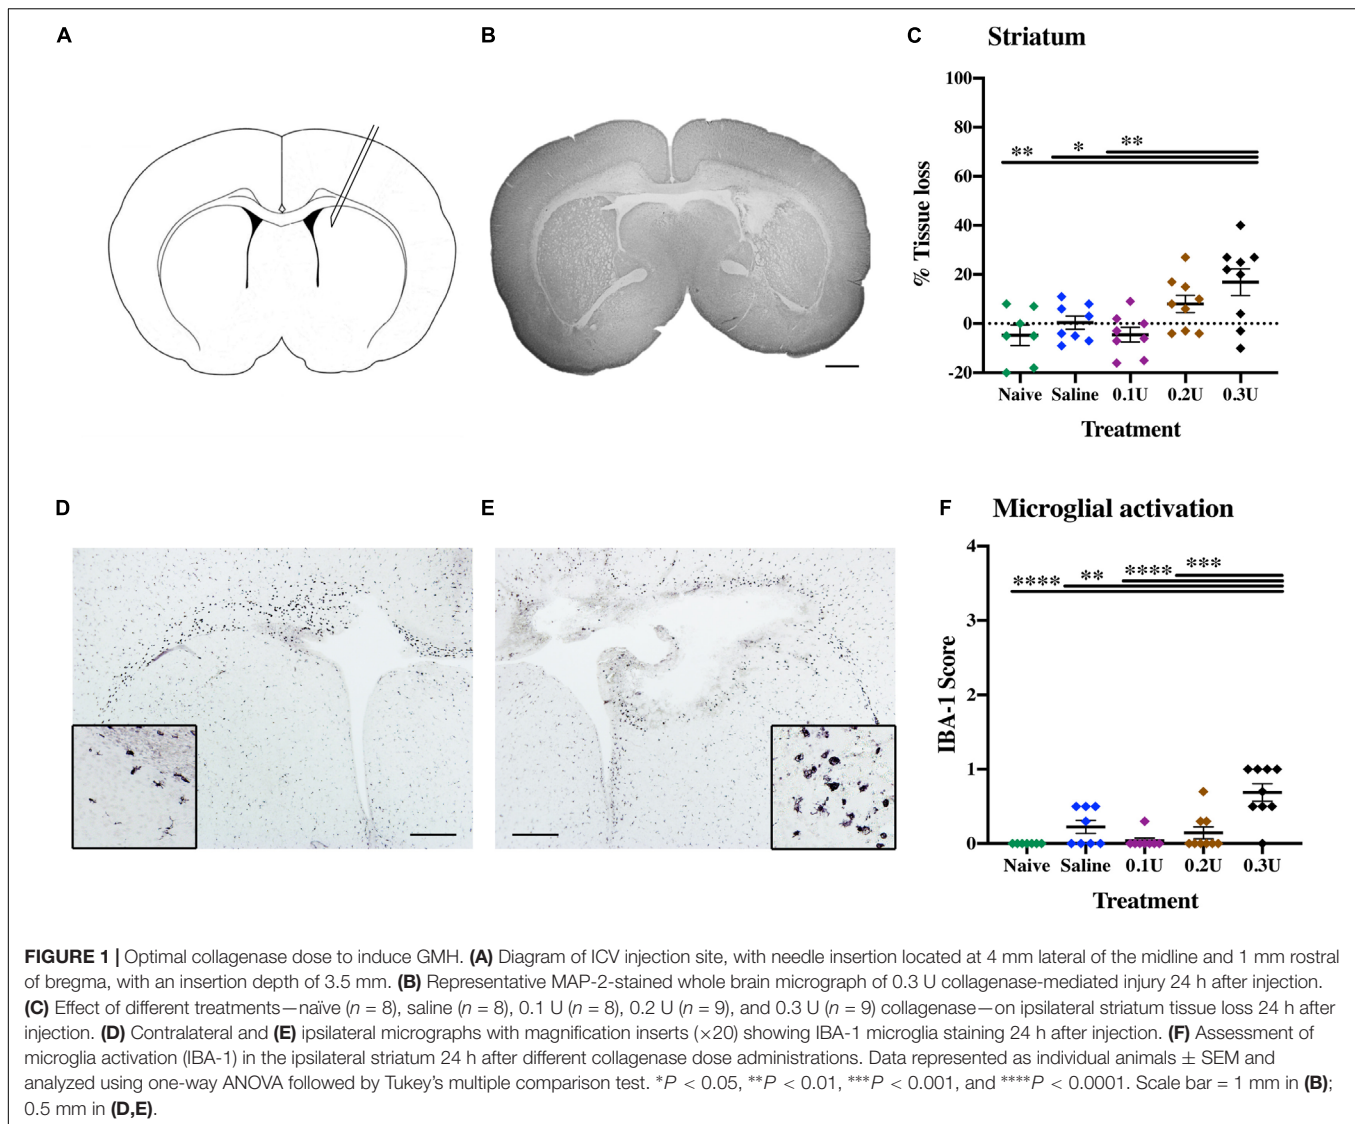 A
B
C
Striatum
100
80
60
40
20
0
-20
% Tissue loss
**
*
**
Naive Saline 0.1U 0.2U 0.3U
Treatment
D
E
F
Microglial activation
4
3
2
1
0
IBA-1 Score
****
**
****
***
Naive Saline 0.1U 0.2U 0.3U
Treatment
FIGURE 1 | Optimal collagenase dose to induce GMH. (A) Diagram of ICV injection site, with needle insertion located at 4 mm lateral of the midline and 1 mm rostral
of bregma, with an insertion depth of 3.5 mm. (B) Representative MAP-2-stained whole brain micrograph of 0.3 U collagenase-mediated injury 24 h after injection.
(C) Effect of different treatments—naïve (n = 8), saline (n = 8), 0.1 U (n = 8), 0.2 U (n = 9), and 0.3 U (n = 9) collagenase—on ipsilateral striatum tissue loss 24 h after
injection. (D) Contralateral and (E) ipsilateral micrographs with magnification inserts (×20) showing IBA-1 microglia staining 24 h after injection. (F) Assessment of
microglia activation (IBA-1) in the ipsilateral striatum 24 h after different collagenase dose administrations. Data represented as individual animals ± SEM and
analyzed using one-way ANOVA followed by Tukey's multiple comparison test. *P < 0.05, **P < 0.01, ***P < 0.001, and ****P < 0.0001. Scale bar = 1 mm in (B);
0.5 mm in (D,E).